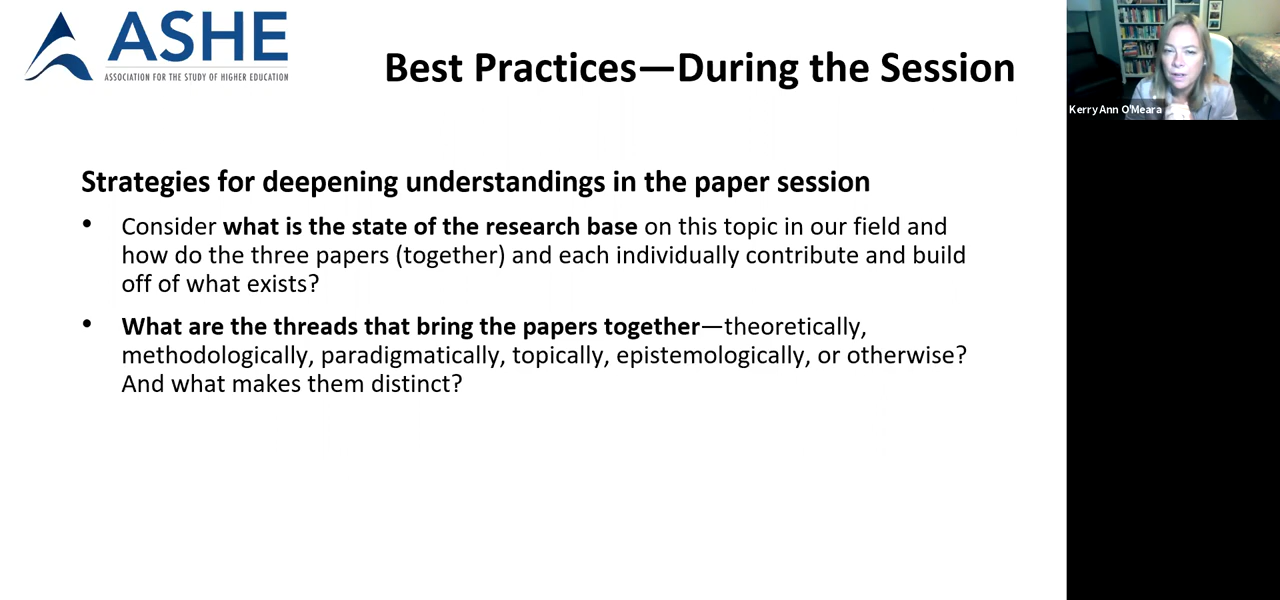 ASHE
ASSOCIATION FOR THE STUDY OF HIGHER EDUCATION
Best Practices—During the Session
Kerry Ann O'Meara
Strategies for deepening understandings in the paper session
• Consider what is the state of the research base on this topic in our field and
how do the three papers (together) and each individually contribute and build
off of what exists?
• What are the threads that bring the papers together—theoretically,
methodologically, paradigmatically, topically, epistemologically, or otherwise?
And what makes them distinct?